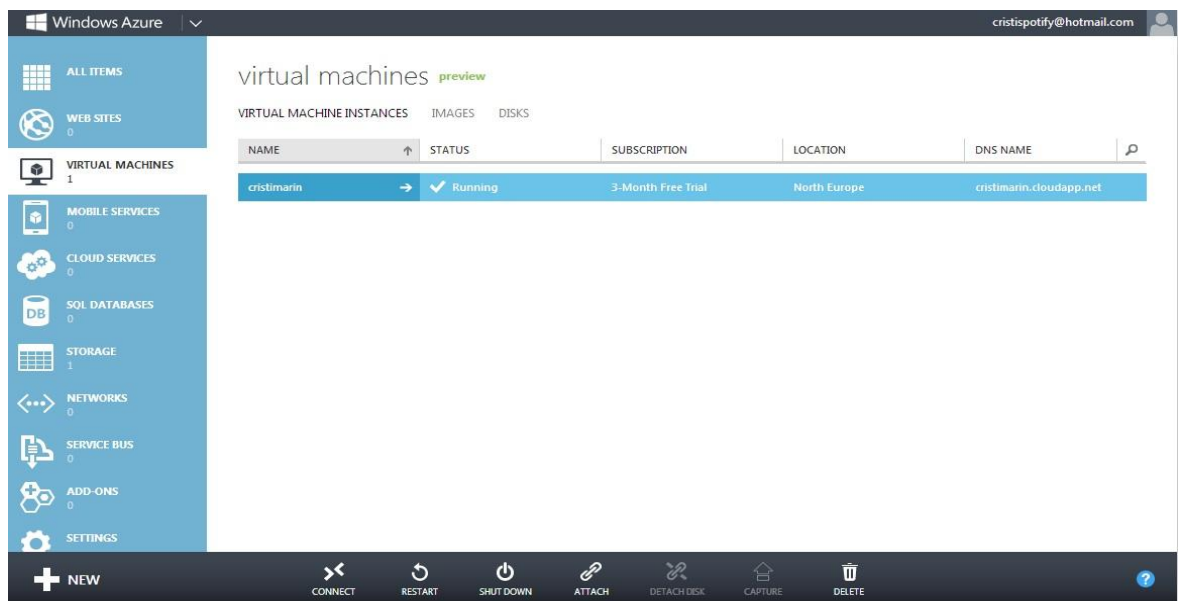 Windows Azure
cristispotify@hotmail.com
ALL ITEMS
WEB SITES
0
VIRTUAL MACHINES
1
MOBILE SERVICES
0
CLOUD SERVICES
0
SQL DATABASES
0
DB
STORAGE
1
NETWORKS
0
SERVICE BUS
0
ADD-ONS
0
SETTINGS
virtual machines preview
VIRTUAL MACHINE INSTANCES IMAGES DISKS
NAME STATUS SUBSCRIPTION LOCATION DNS NAME
cristimarin Running 3-Month Free Trial North Europe cristimarin.cloudapp.net
NEW
CONNECT RESTART SHUT DOWN ATTACH DETACH DISK CAPTURE DELETE
?